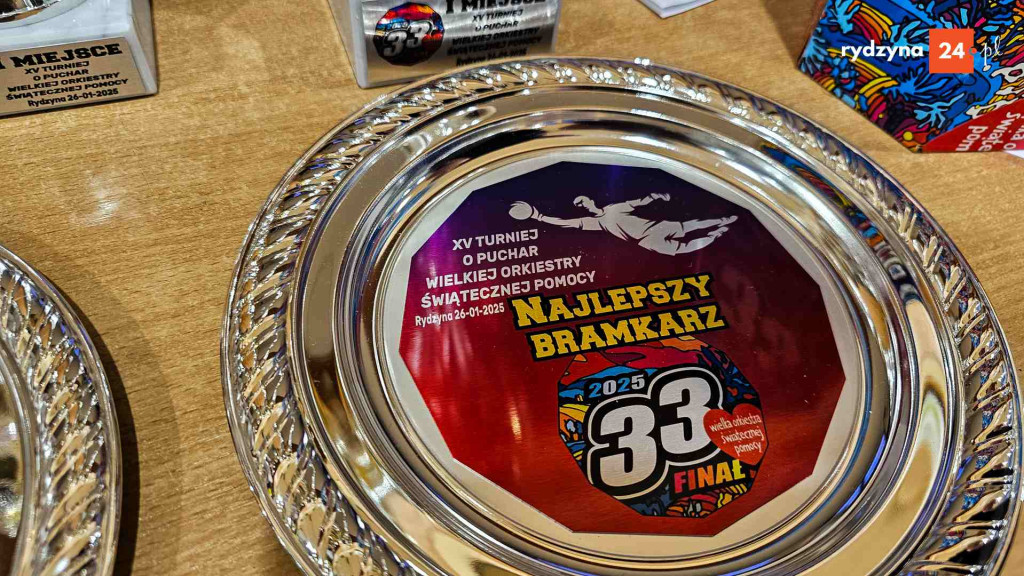 I MIEJSCE
XV TURNIEJ
O PUCHAR
WIELKIEJ ORKIESTRY
ŚWIĄTECZNEJ POMOCY
Rydzyna 26-01-2025
I MIEJSCE
XV TURNIEJ
O PUCHAR
33
rydzyna 24 .pl
XV TURNIEJ
O PUCHAR
WIELKIEJ ORKIESTRY
ŚWIĄTECZNEJ POMOCY
Rydzyna 26-01-2025
NAJLEPSZY
BRAMKARZ
2025
33
wielka orkiestra
świątecznej
pomocy
FINAŁ